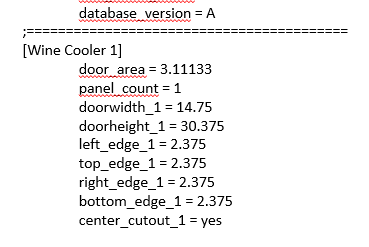 database_version = A
;========================================
[Wine Cooler 1]
door_area = 3.11133
panel_count = 1
doorwidth_1 = 14.75
doorheight_1 = 30.375
left_edge_1 = 2.375
top_edge_1 = 2.375
right_edge_1 = 2.375
bottom_edge_1 = 2.375
center_cutout_1 = yes